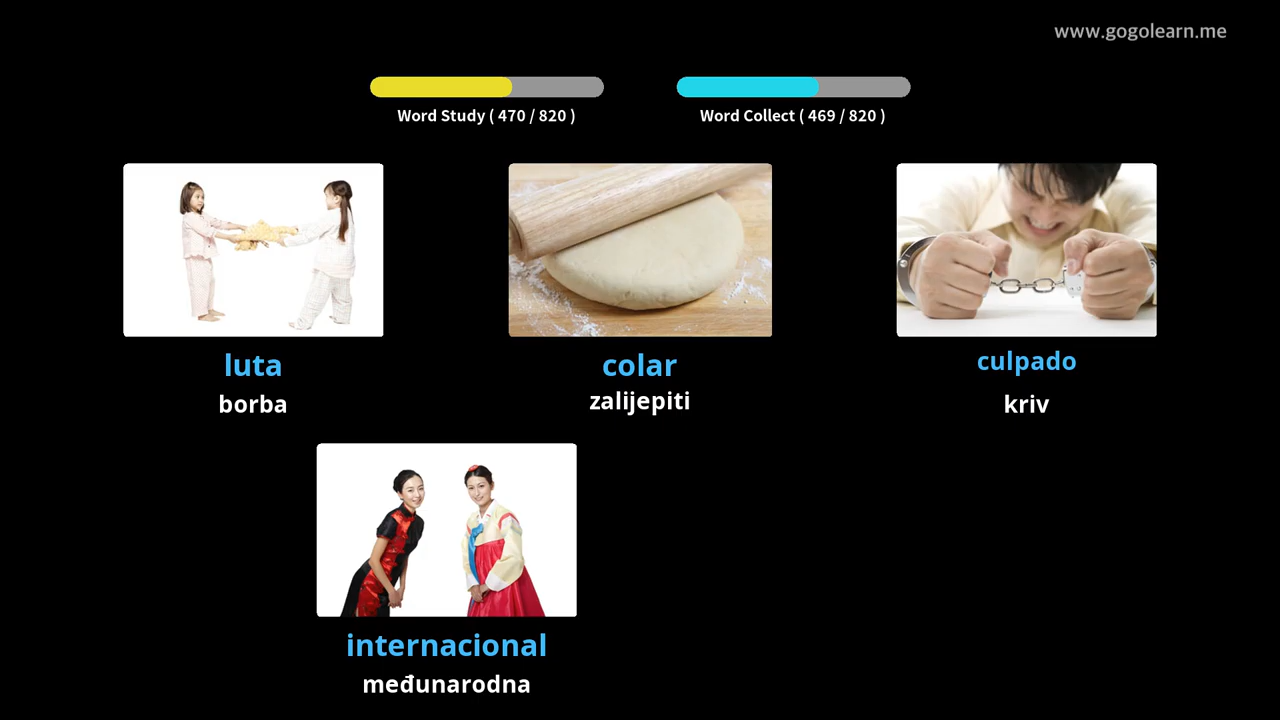 www.gogolearn.me
Word Study ( 470 / 820 )
Word Collect ( 469 / 820 )
luta
borba
colar
zalijepiti
culpado
kriv
internacional
međunarodna